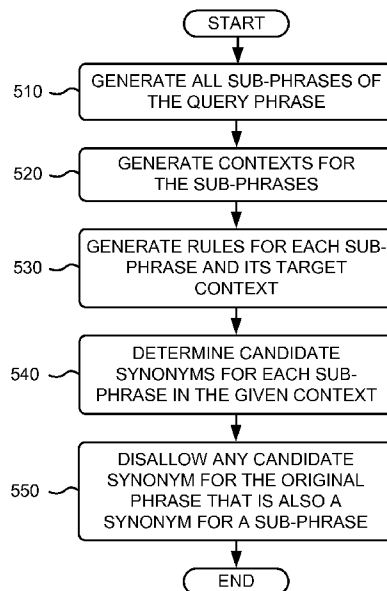 START
510
GENERATE ALL SUB-PHRASES OF
THE QUERY PHRASE
520
GENERATE CONTEXTS FOR
THE SUB-PHRASES
530
GENERATE RULES FOR EACH SUB-
PHRASE AND ITS TARGET
CONTEXT
540
DETERMINE CANDIDATE
SYNONYMS FOR EACH SUB-
PHRASE IN THE GIVEN CONTEXT
550
DISALLOW ANY CANDIDATE
SYNONYM FOR THE ORIGINAL
PHRASE THAT IS ALSO A
SYNONYM FOR A SUB-PHRASE
END